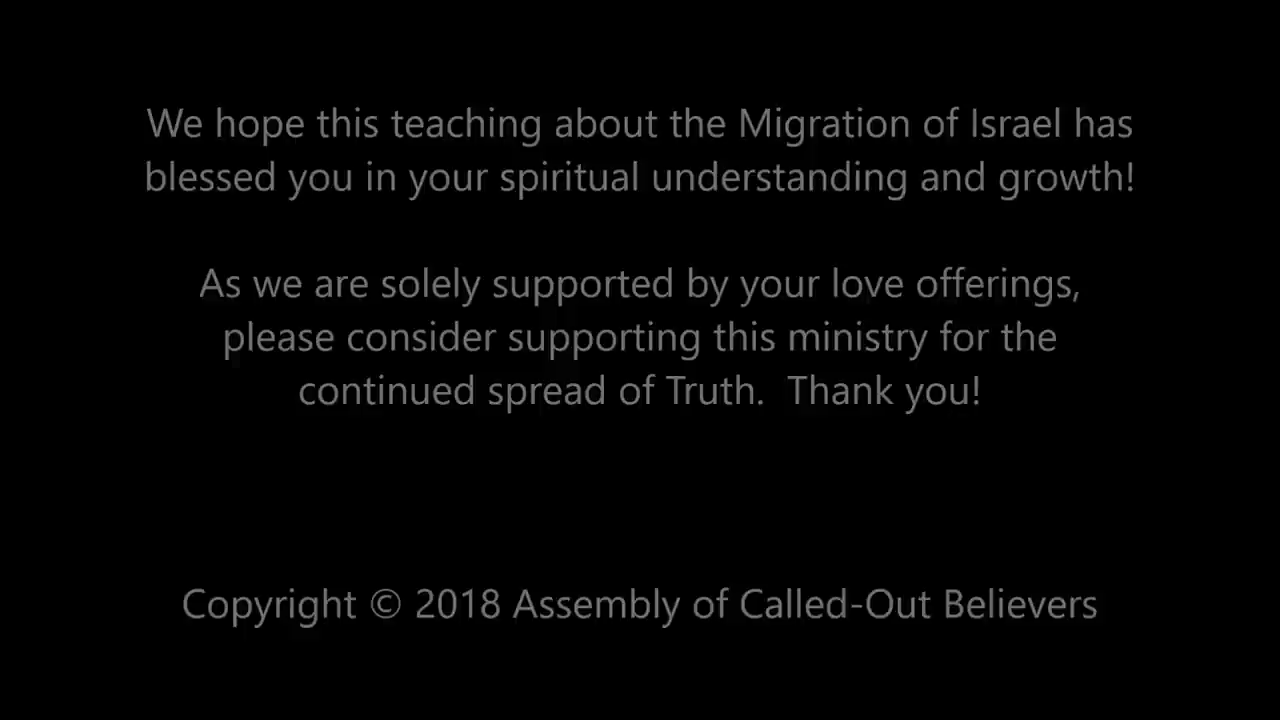 We hope this teaching about the Migration of Israel has
blessed you in your spiritual understanding and growth!
As we are solely supported by your love offerings,
please consider supporting this ministry for the
continued spread of Truth.  Thank you!
Copyright © 2018 Assembly of Called-Out Believers